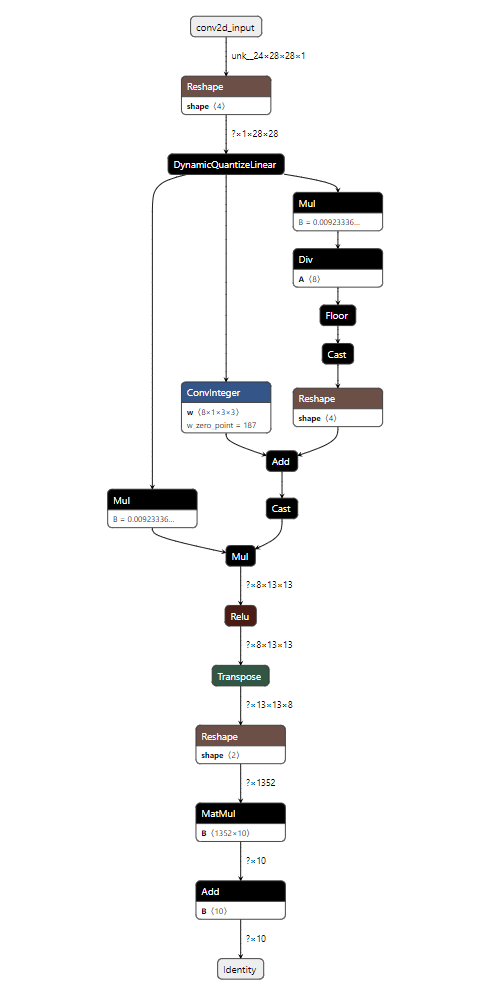 conv2d_input
unk__24×28×28×1
Reshape
shape ⟨4⟩
?×1×28×28
DynamicQuantizeLinear
Mul
B = 0.00923336…
Div
A ⟨8⟩
Floor
Cast
ConvInteger
w ⟨8×1×3×3⟩
w_zero_point = 187
Reshape
shape ⟨4⟩
Add
Cast
Mul
B = 0.00923336…
Mul
?×8×13×13
Relu
?×8×13×13
Transpose
?×13×13×8
Reshape
shape ⟨2⟩
?×1352
MatMul
B ⟨1352×10⟩
?×10
Add
B ⟨10⟩
?×10
Identity